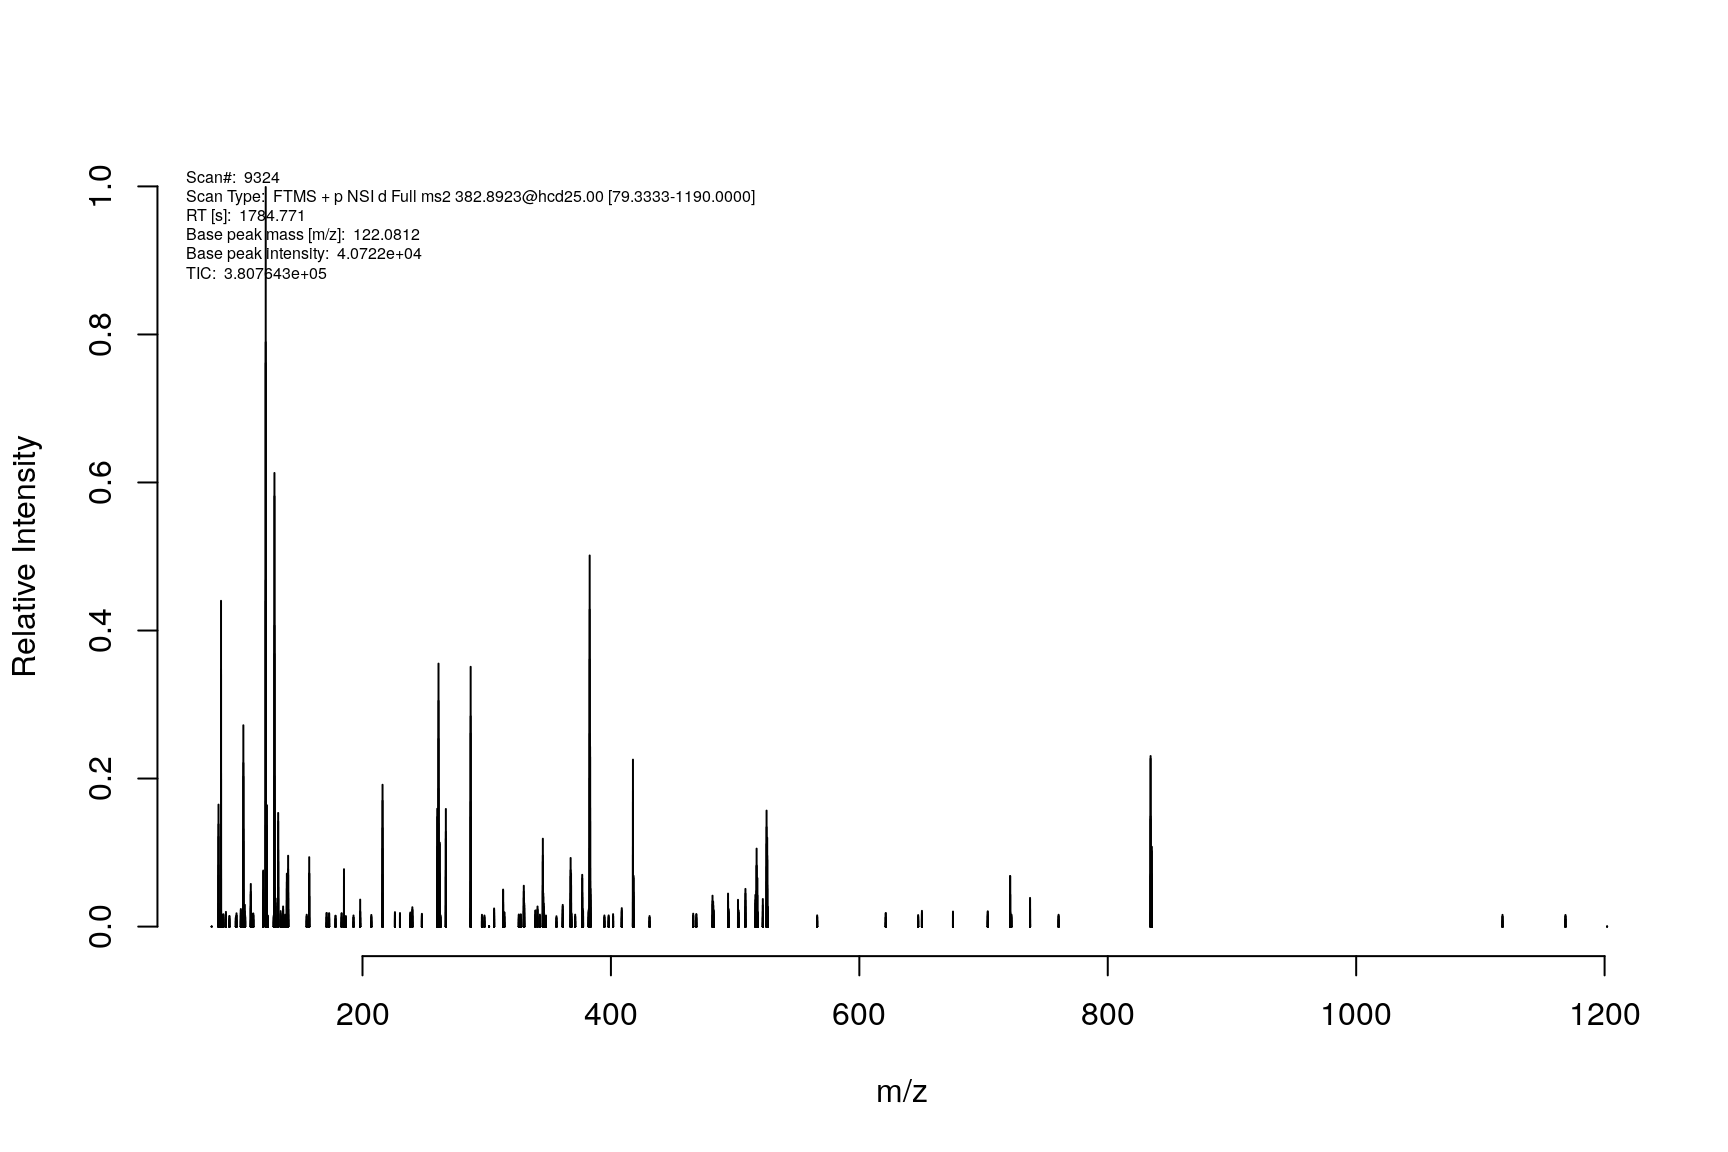 Scan#: 9324
Scan Type: FTMS + p NSI d Full ms2 382.8923@hcd25.00 [79.3333-1190.0000]
RT [s]: 1784.771
Base peak mass [m/z]: 122.0812
Base peak intensity: 4.0722e+04
TIC: 3.807643e+05
1.0
0.8
0.6
0.4
0.2
0.0
Relative Intensity
200 400 600 800 1000 1200
m/z